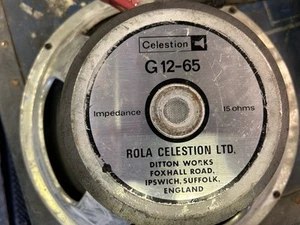 Celestion
G12-65
Impedance 15 ohms
ROLA CELESTION LTD.
DITTON WORKS
FOXHALL ROAD,
IPSWICH, SUFFOLK,
ENGLAND